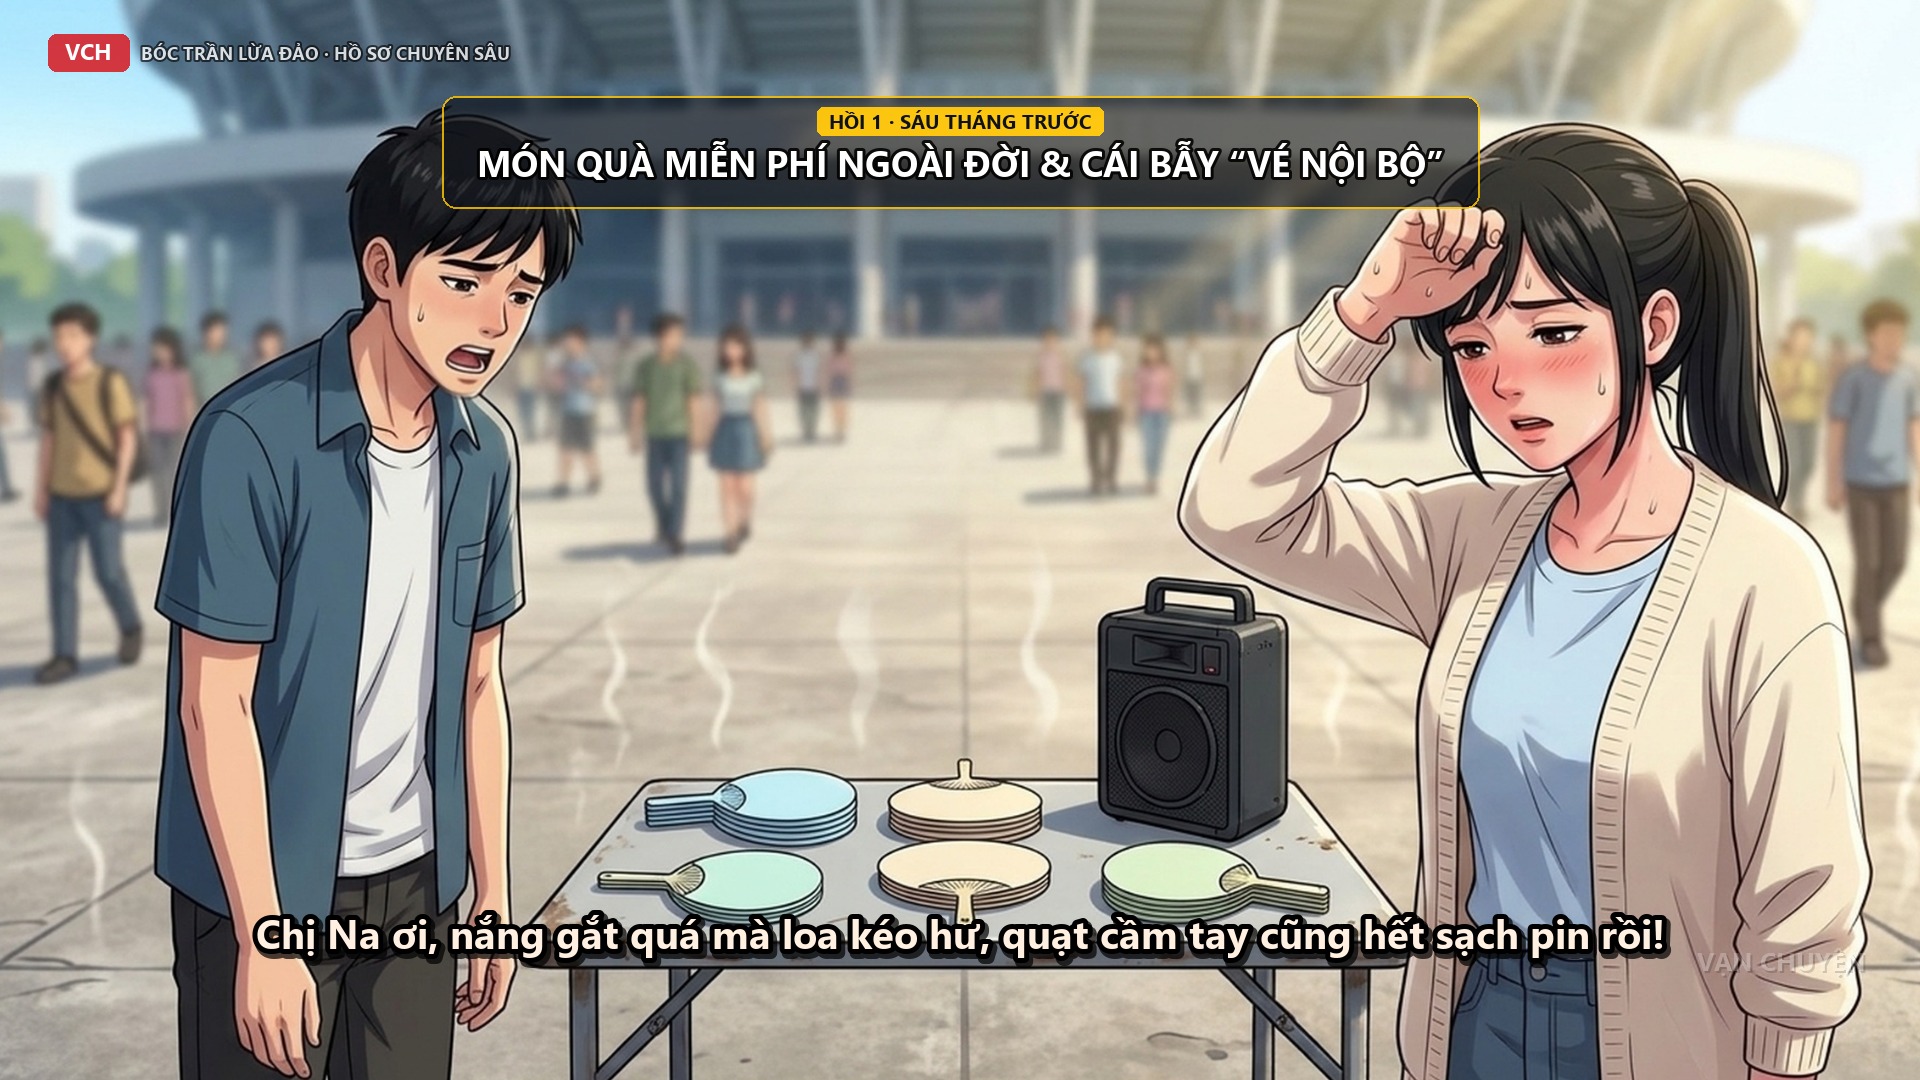 VCH
BÓC TRẦN LỪA ĐẢO · HỒ SƠ CHUYÊN SÂU
HỒI 1 · SÁU THÁNG TRƯỚC
MÓN QUÀ MIỄN PHÍ NGOÀI ĐỜI & CÁI BẪY “VÉ NỘI BỘ”
Chị Na ơi, nắng gắt quá mà loa kéo hư, quạt cầm tay cũng hết sạch pin rồi!
VẠN CHUYỆN